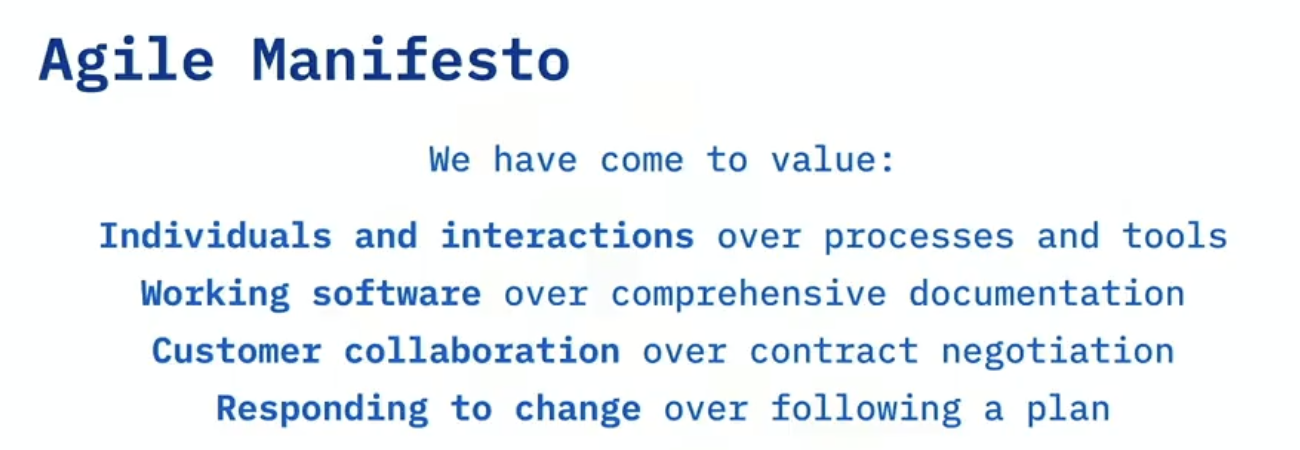 Agile Manifesto
We have come to value:
Individuals and interactions over processes and tools
Working software over comprehensive documentation
Customer collaboration over contract negotiation
Responding to change over following a plan